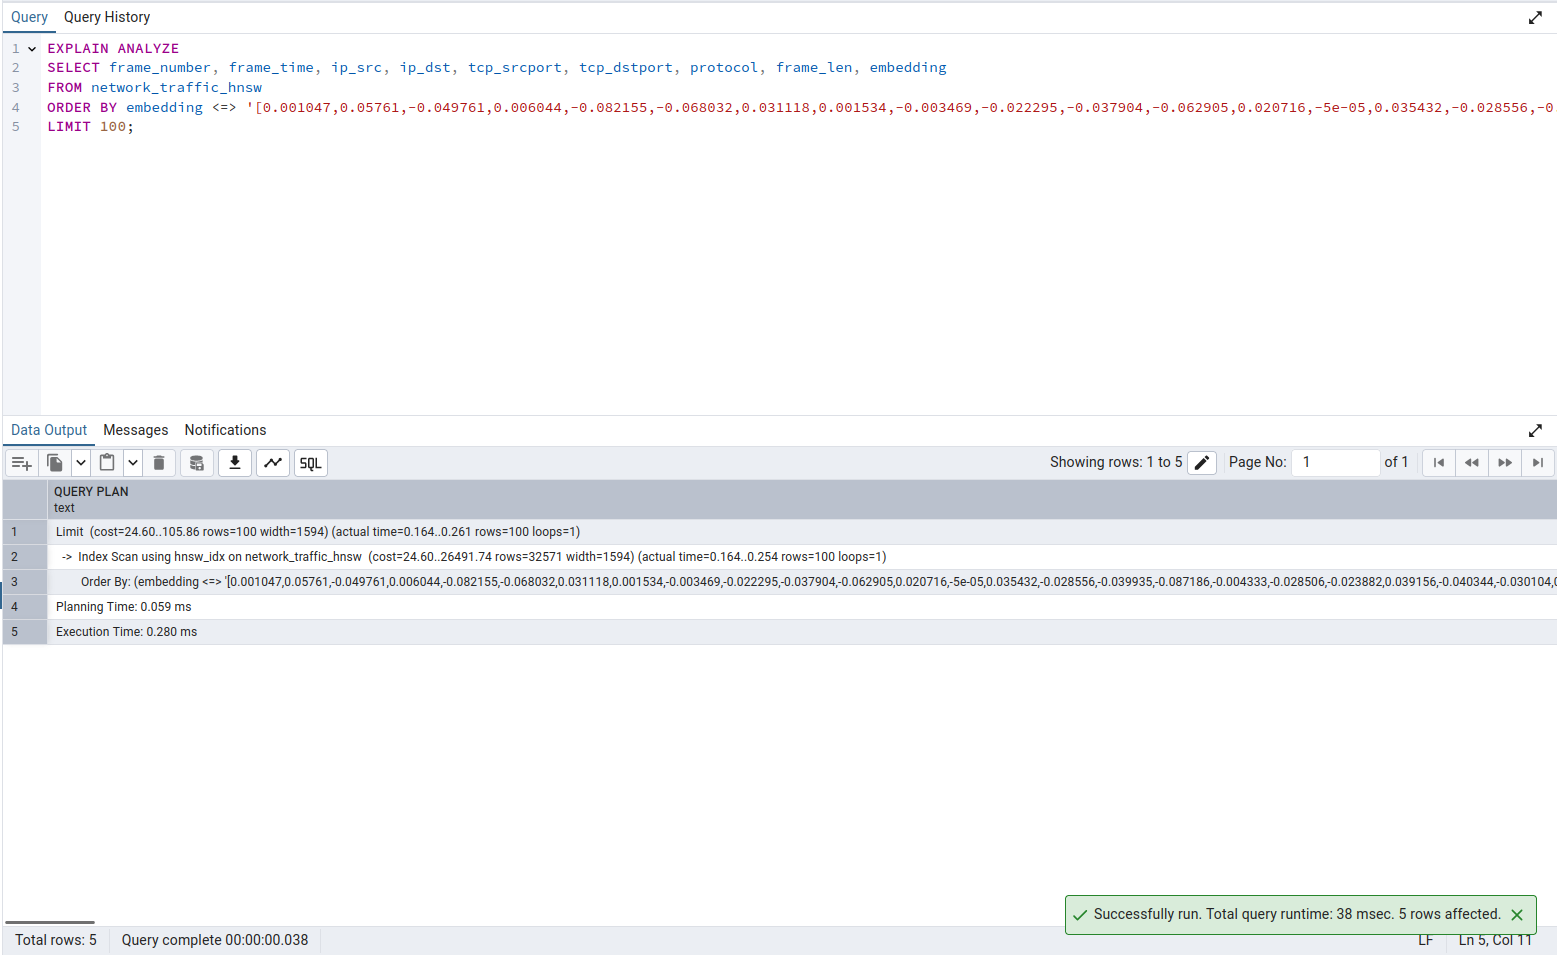 Query Query History
1 EXPLAIN ANALYZE
2 SELECT frame_number, frame_time, ip_src, ip_dst, tcp_srcport, tcp_dstport, protocol, frame_len, embedding
3 FROM network_traffic_hnsw
4 ORDER BY embedding <=> '[0.001047,0.05761,-0.049761,0.006044,-0.082155,-0.068032,0.031118,0.001534,-0.003469,-0.022295,-0.037904,-0.062905,0.020716,-5e-05,0.035432,-0.028556,-0
5 LIMIT 100;
Data Output Messages Notifications
SQL Showing rows: 1 to 5 Page No: 1 of 1
QUERY PLAN
text
1 Limit (cost=24.60..105.86 rows=100 width=1594) (actual time=0.164..0.261 rows=100 loops=1)
2 -> Index Scan using hnsw_idx on network_traffic_hnsw (cost=24.60..26491.74 rows=32571 width=1594) (actual time=0.164..0.254 rows=100 loops=1)
3 Order By: (embedding <=> '[0.001047,0.05761,-0.049761,0.006044,-0.082155,-0.068032,0.031118,0.001534,-0.003469,-0.022295,-0.037904,-0.062905,0.020716,-5e-05,0.035432,-0.028556,-0.039935,-0.087186,-0.004333,-0.028506,-0.023882,0.039156,-0.040344,-0.030104,
4 Planning Time: 0.059 ms
5 Execution Time: 0.280 ms
Successfully run. Total query runtime: 38 msec. 5 rows affected.
Total rows: 5 Query complete 00:00:00.038 LF Ln 5, Col 11